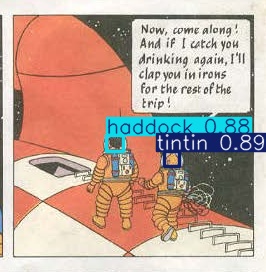 Now, come along!
And if I catch you
drinking again, I'll
clap you in irons
for the rest of the
trip!
haddock 0.88
tintin 0.89